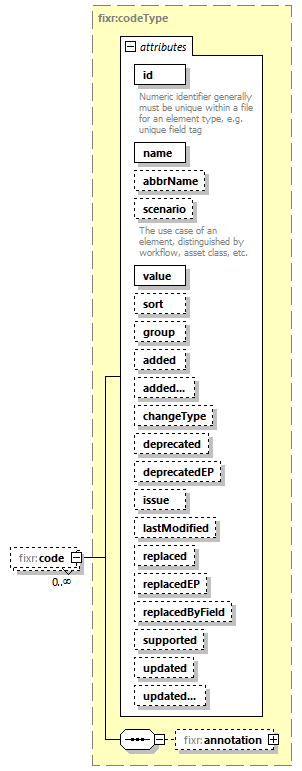 fixr:codeType
attributes
id
Numeric identifier generally
must be unique within a file
for an element type, e.g.
unique field tag
name
abbrName
scenario
The use case of an
element, distinguished by
workflow, asset class, etc.
value
sort
group
added
added...
changeType
deprecated
deprecatedEP
issue
lastModified
fixr:code
0..∞
replaced
replacedEP
replacedByField
supported
updated
updated...
fixr:annotation